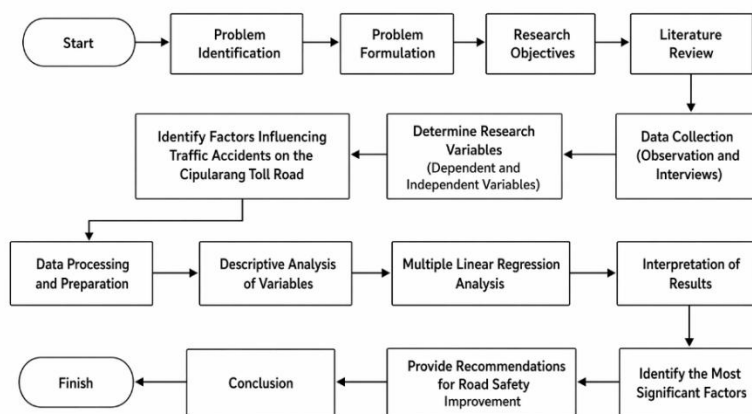 Start
Problem
Identification
Problem
Formulation
Research
Objectives
Literature
Review
Data Collection
(Observation and
Interviews)
Determine Research
Variables
(Dependent and
Independent Variables)
Identify Factors Influencing
Traffic Accidents on the
Cipularang Toll Road
Data Processing
and Preparation
Descriptive Analysis
of Variables
Multiple Linear Regression
Analysis
Interpretation of
Results
Identify the Most
Significant Factors
Provide Recommendations
for Road Safety
Improvement
Conclusion
Finish